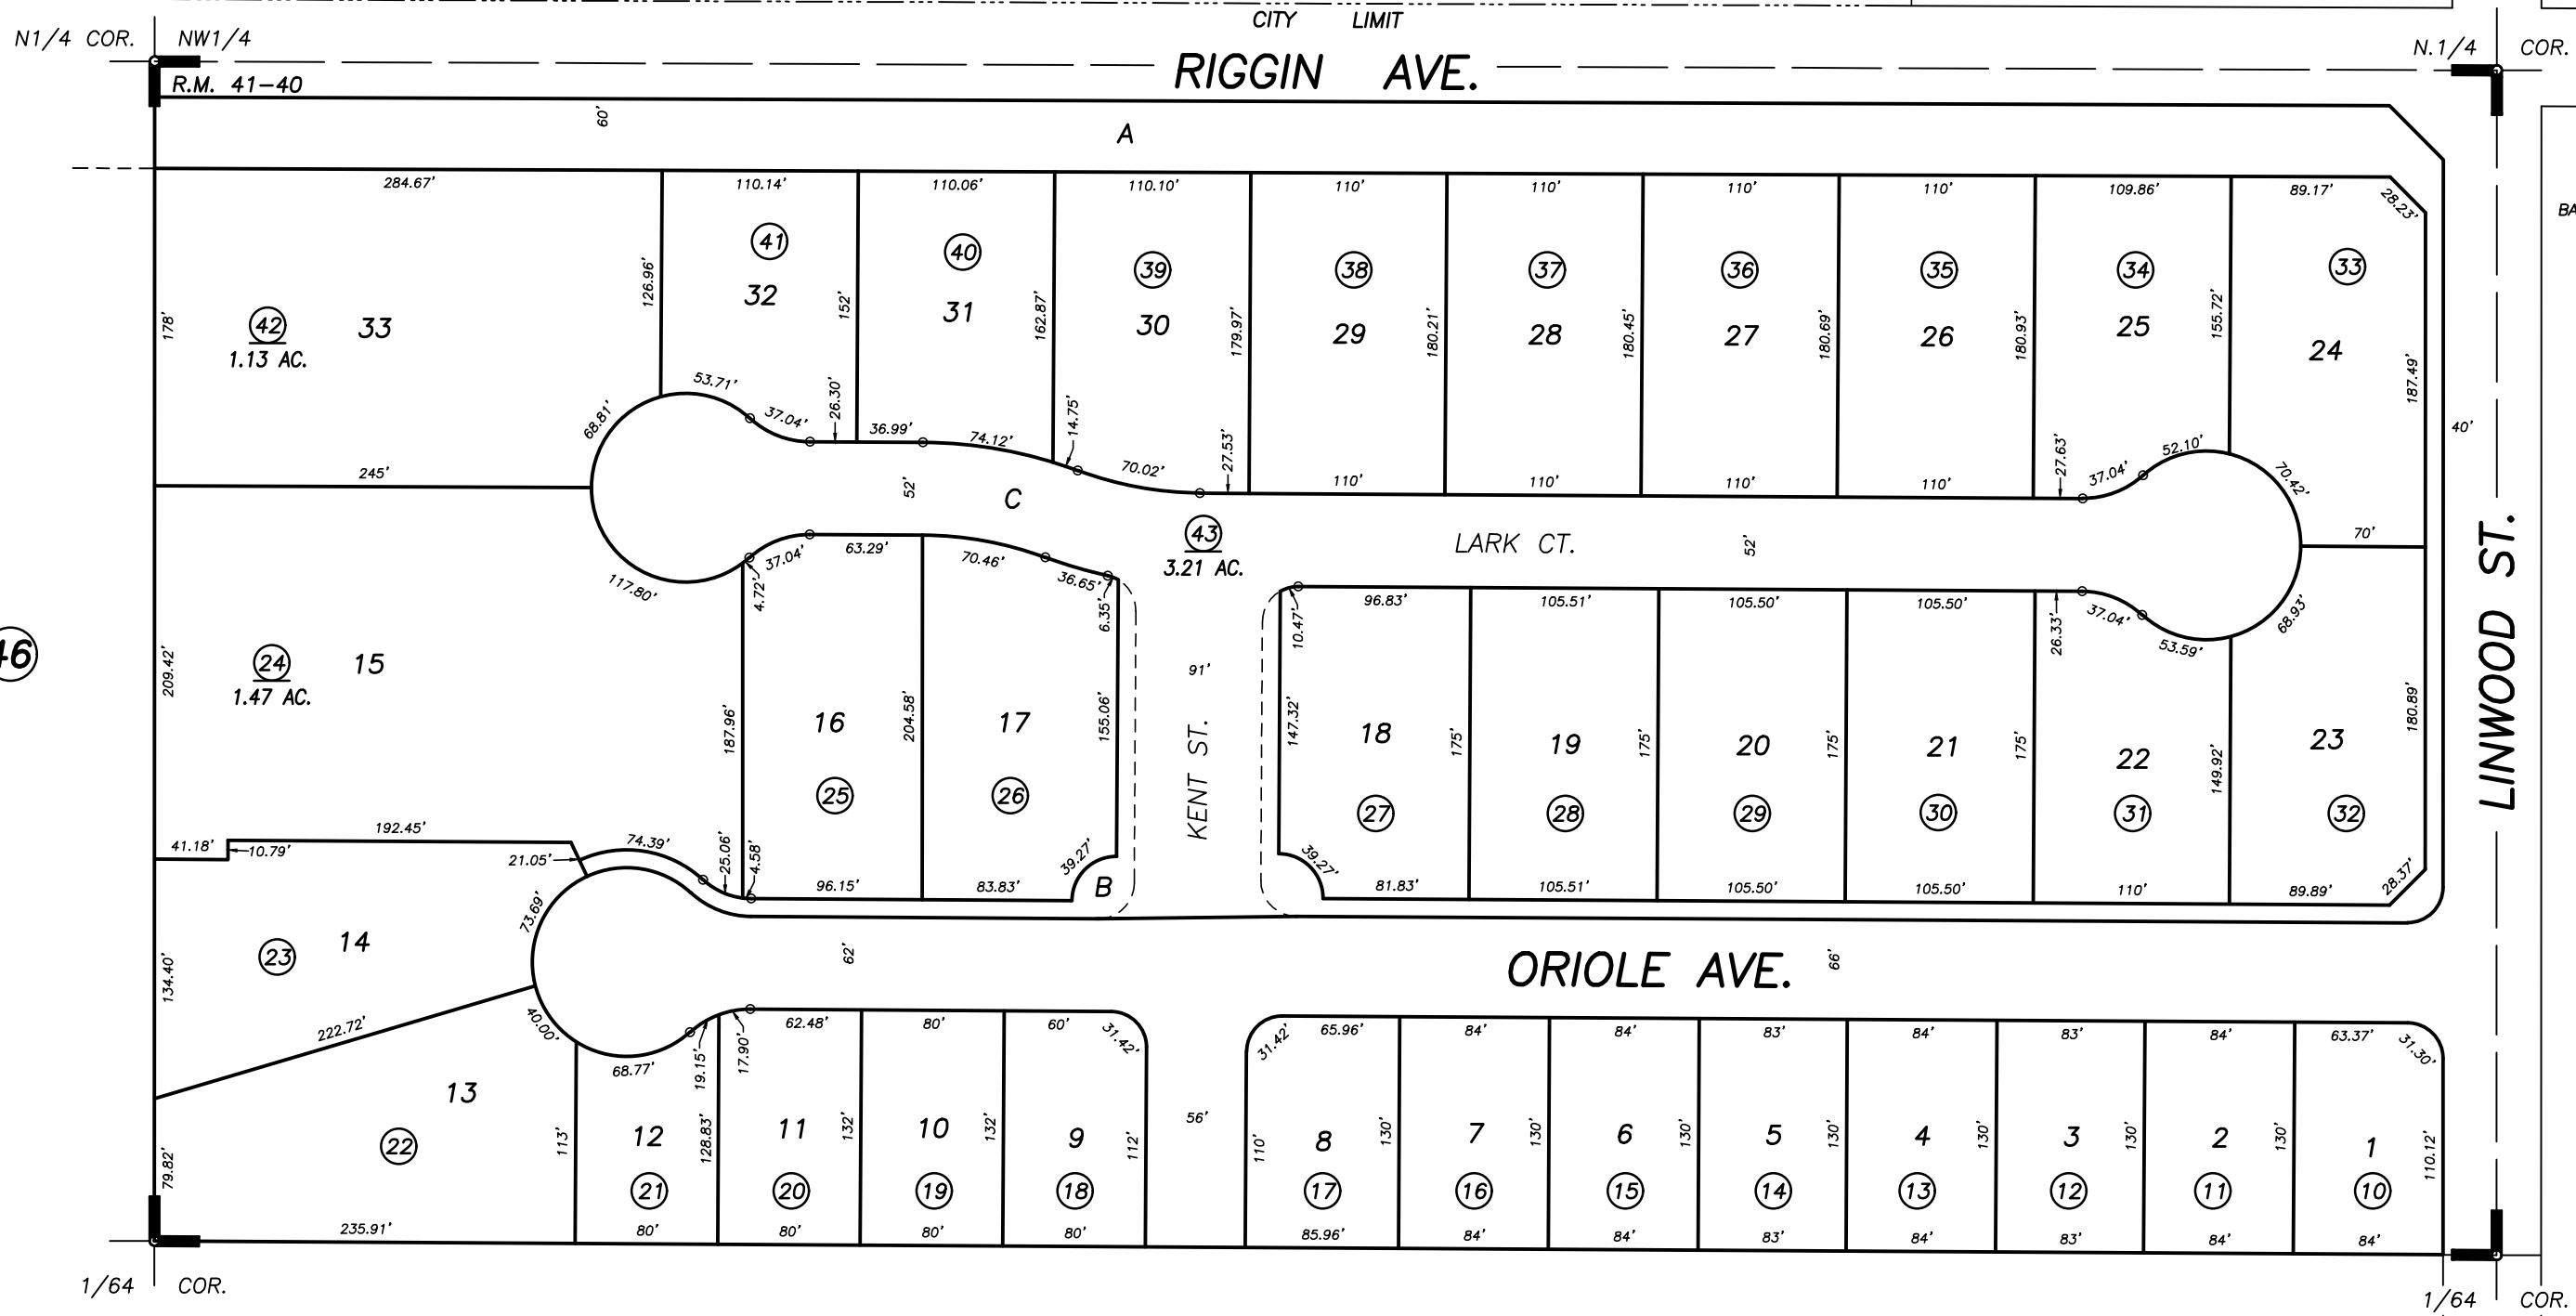 CITY LIMIT
N1/4 COR. NW1/4
N.1/4 COR.
RIGGIN AVE.
R.M. 41-40
60'
A
284.67' 110.14' 110.06' 110.10' 110' 110' 110' 110' 109.86' 89.17'
28.23'
BA
41 40 39 38 37 36 35 34 33
126.96' 152' 162.87' 179.97' 180.21' 180.45' 180.69' 180.93' 155.72' 187.49'
178'
42
1.13 AC.
33 32 31 30 29 28 27 26 25 24
53.71' 37.04' 26.30' 36.99' 74.12' 14.75' 70.02' 27.53'
68.81'
40'
245'
110' 110' 110' 110'
27.63' 37.04' 52.10' 70.42'
52'
C
43
3.21 AC.
LARK CT.
52'
70'
117.80' 4.72' 37.04' 63.29' 70.46' 36.65' 6.35'
10.47' 96.83' 105.51' 105.50' 105.50' 26.33' 37.04' 53.59' 68.93'
46
209.42'
24
1.47 AC.
15
91'
KENT ST.
LINWOOD ST.
187.96' 204.58' 155.06' 147.32' 175' 175' 175' 175' 149.92' 180.89'
16 17 18 19 20 21 22 23
25 26 27 28 29 30 31 32
41.18' 10.79' 192.45' 21.05' 74.39' 25.06' 4.58'
96.15' 83.83' 39.27' B 39.27' 81.83' 105.51' 105.50' 105.50' 110' 89.89' 28.37'
73.69'
23
14
134.40'
62'
ORIOLE AVE.
66'
222.72'
40.00' 68.77' 19.15' 17.90' 62.48' 80' 60' 31.42'
31.42' 65.96' 84' 84' 83' 84' 83' 84' 63.37' 31.30'
13
22
79.82'
113' 128.83' 132' 132' 112' 56' 110' 130' 130' 130' 130' 130' 130' 130' 110.12'
12 11 10 9 8 7 6 5 4 3 2 1
21 20 19 18 17 16 15 14 13 12 11 10
235.91' 80' 80' 80' 80' 85.96' 84' 84' 83' 84' 83' 84' 84'
1/64 COR.
1/64 COR.